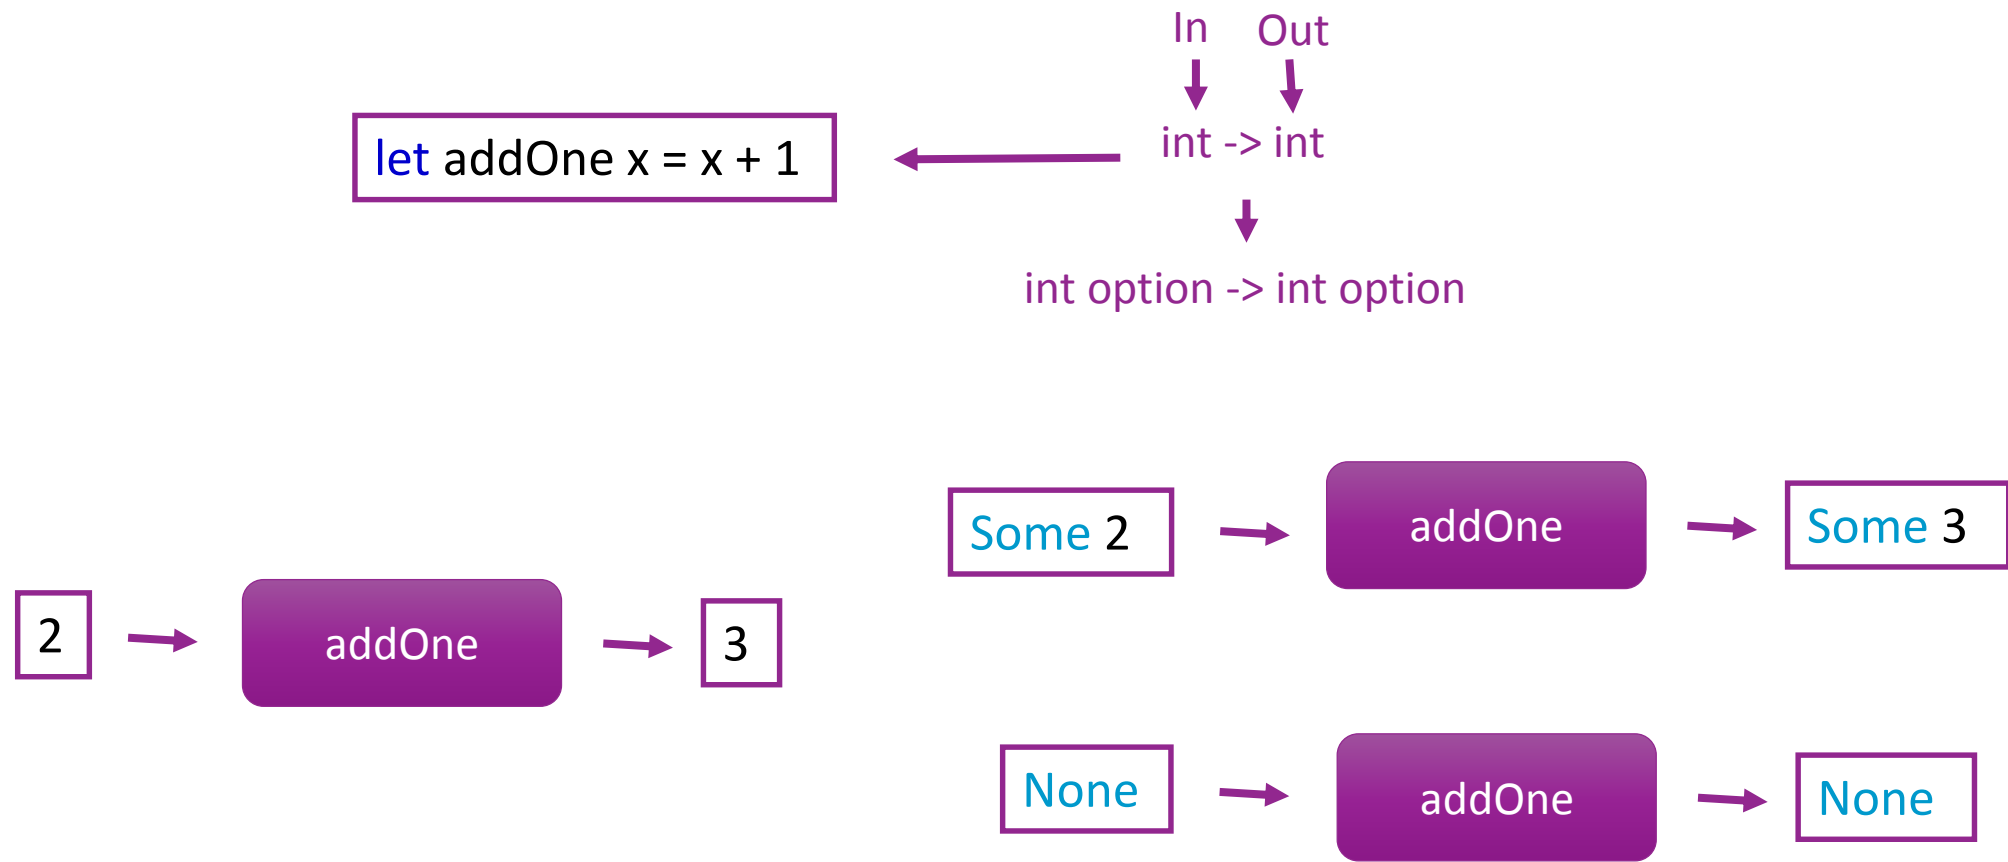 In Out
let addOne x = x + 1
int -> int
int option -> int option
2
addOne
3
Some 2
addOne
Some 3
None
addOne
None